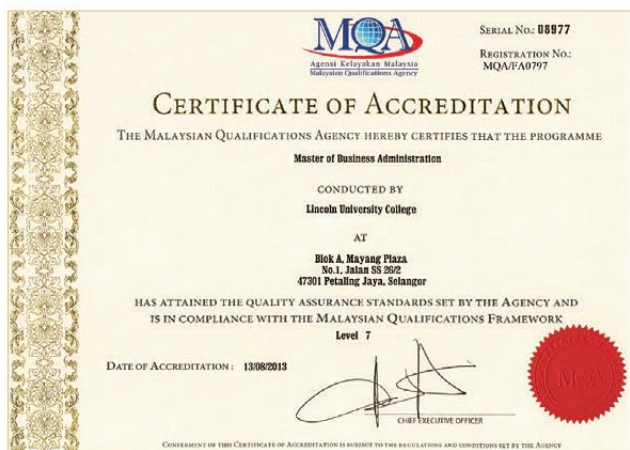 MQA
Agensi Kelayakan Malaysia
Malaysian Qualifications Agency
SERIAL NO.: 08977
REGISTRATION NO.:
MQA/FA0797
CERTIFICATE OF ACCREDITATION
THE MALAYSIAN QUALIFICATIONS AGENCY HEREBY CERTIFIES THAT THE PROGRAMME
Master of Business Administration
CONDUCTED BY
Lincoln University College
AT
Blok A, Mayang Plaza
No.1, Jalan SS 26/2
47301 Petaling Jaya, Selangor
HAS ATTAINED THE QUALITY ASSURANCE STANDARDS SET BY THE AGENCY AND
IS IN COMPLIANCE WITH THE MALAYSIAN QUALIFICATIONS FRAMEWORK
Level 7
DATE OF ACCREDITATION : 13/08/2013
MQA
CHIEF EXECUTIVE OFFICER
CONFERMENT OF THIS CERTIFICATE OF ACCREDITATION IS SUBJECT TO THE REGULATIONS AND CONDITIONS SET BY THE AGENCY